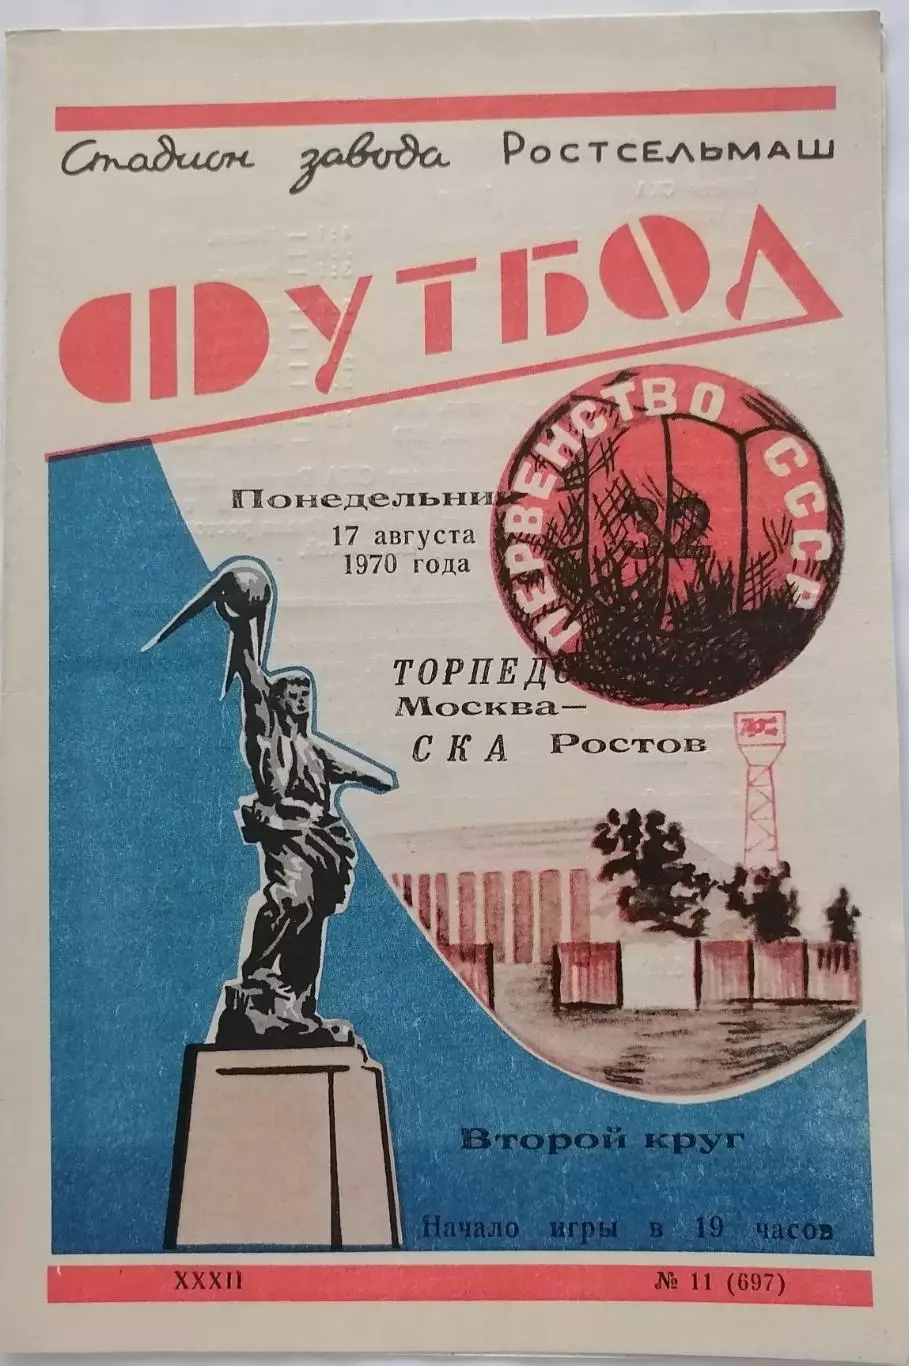 Стадион завода РОСТСЕЛЬМАШ
ФУТБОЛ
ПЕРВЕНСТВО СССР
32
Понедельник
17 августа
1970 года
ТОРПЕДО
Москва—
СКА Ростов
Второй круг
Начало игры в 19 часов
XXXII № 11 (697)